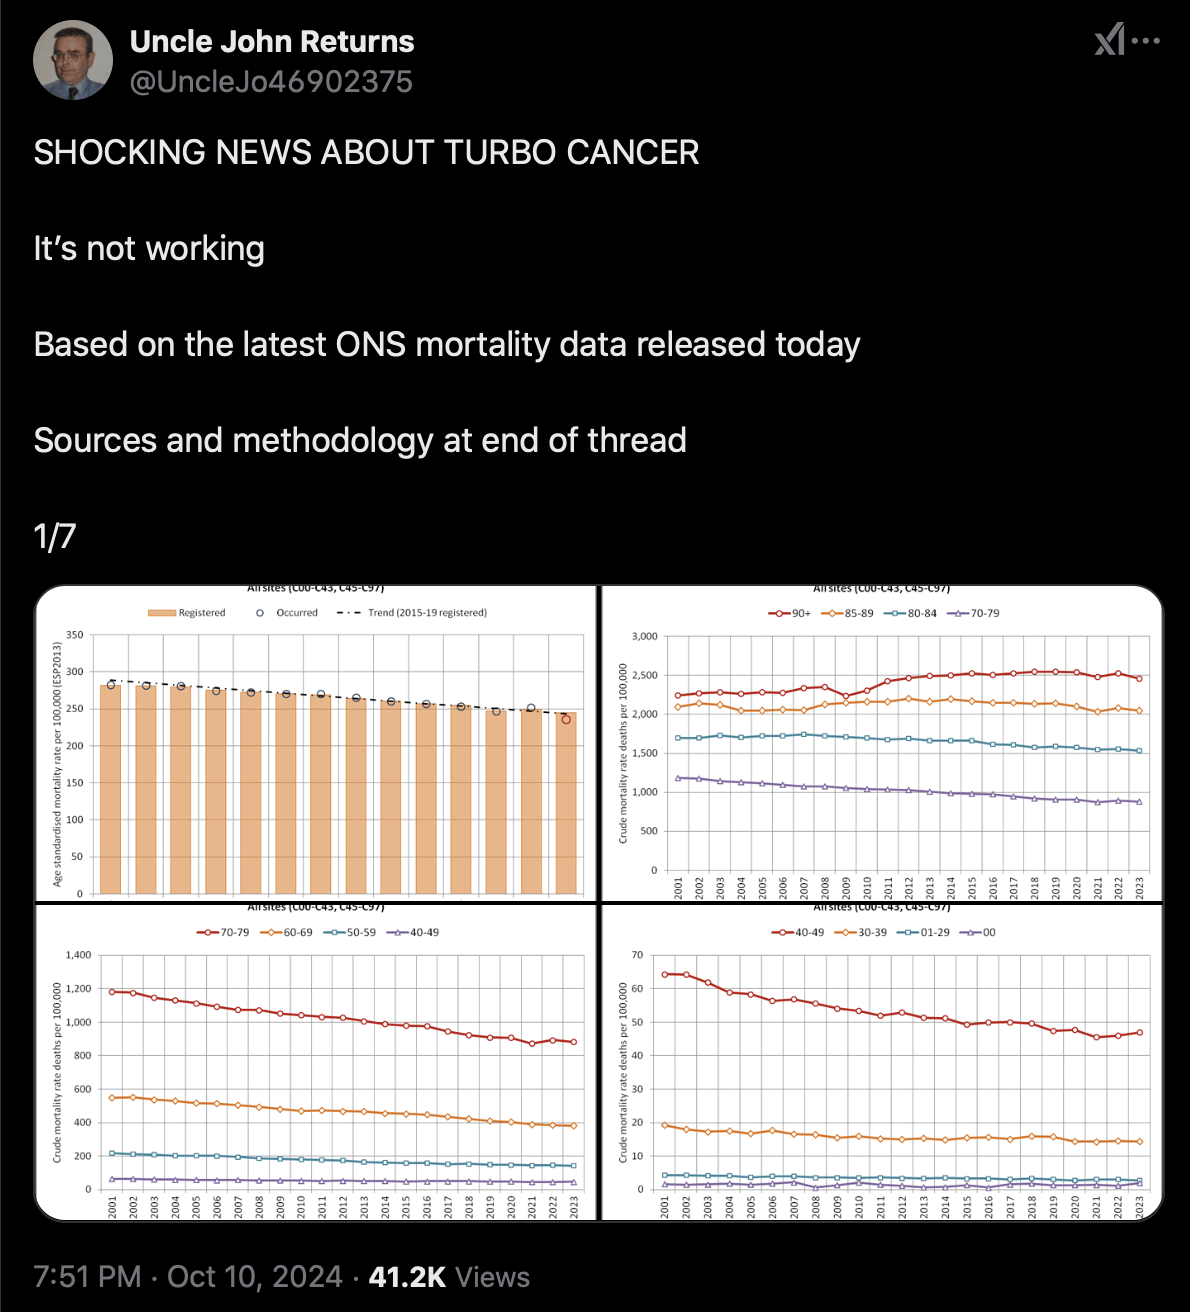 Uncle John Returns
@UncleJo46902375
SHOCKING NEWS ABOUT TURBO CANCER
It’s not working
Based on the latest ONS mortality data released today
Sources and methodology at end of thread
1/7
All sites (C00-C43, C45-C97)
Registered Occurred Trend (2015-19 registered)
Age standardised mortality rate per 100,000 (ESP2013)
350
300
250
200
150
100
50
0
All sites (C00-C43, C45-C97)
90+ 85-89 80-84 70-79
Crude mortality rate deaths per 100,000
3,000
2,500
2,000
1,500
1,000
500
0
2001 2002 2003 2004 2005 2006 2007 2008 2009 2010 2011 2012 2013 2014 2015 2016 2017 2018 2019 2020 2021 2022 2023
All sites (C00-C43, C45-C97)
70-79 60-69 50-59 40-49
Crude mortality rate deaths per 100,000
1,400
1,200
1,000
800
600
400
200
0
2001 2002 2003 2004 2005 2006 2007 2008 2009 2010 2011 2012 2013 2014 2015 2016 2017 2018 2019 2020 2021 2022 2023
All sites (C00-C43, C45-C97)
40-49 30-39 01-29 00
Crude mortality rate deaths per 100,000
70
60
50
40
30
20
10
0
2001 2002 2003 2004 2005 2006 2007 2008 2009 2010 2011 2012 2013 2014 2015 2016 2017 2018 2019 2020 2021 2022 2023
7:51 PM · Oct 10, 2024 · 41.2K Views